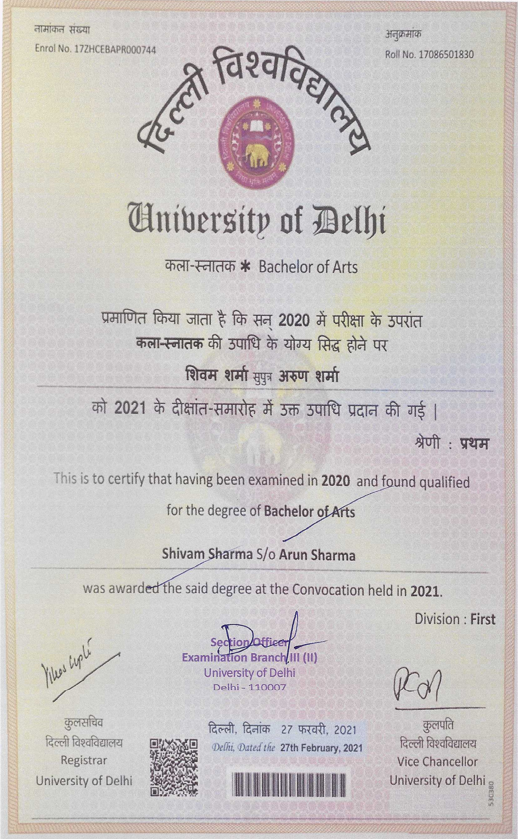 नामांकन संख्या
Enrol No. 17ZHCEBAPR000744
अनुक्रमांक
Roll No. 17086501830
दिल्ली विश्वविद्यालय
University of Delhi
कला-स्नातक ✱ Bachelor of Arts
प्रमाणित किया जाता है कि सन् 2020 में परीक्षा के उपरांत
कला-स्नातक की उपाधि के योग्य सिद्ध होने पर
शिवम शर्मा सुपुत्र अरुण शर्मा
को 2021 के दीक्षांत-समारोह में उक्त उपाधि प्रदान की गई |
श्रेणी : प्रथम
This is to certify that having been examined in 2020 and found qualified
for the degree of Bachelor of Arts
Shivam Sharma S/o Arun Sharma
was awarded the said degree at the Convocation held in 2021.
Division : First
Section Officer
Examination Branch III (II)
University of Delhi
Delhi - 110007
कुलसचिव
दिल्ली विश्वविद्यालय
Registrar
University of Delhi
दिल्ली, दिनांक 27 फरवरी, 2021
Delhi, Dated the 27th February, 2021
कुलपति
दिल्ली विश्वविद्यालय
Vice Chancellor
University of Delhi